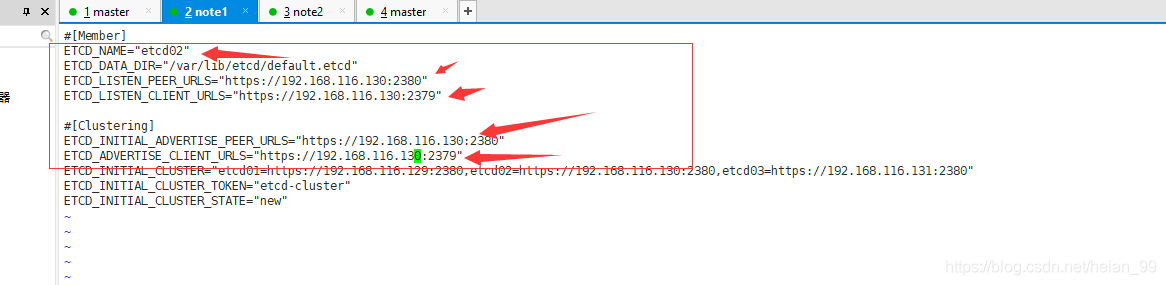 1 master
2 note1
3 note2
4 master
器
#[Member]
ETCD_NAME="etcd02"
ETCD_DATA_DIR="/var/lib/etcd/default.etcd"
ETCD_LISTEN_PEER_URLS="https://192.168.116.130:2380"
ETCD_LISTEN_CLIENT_URLS="https://192.168.116.130:2379"
#[Clustering]
ETCD_INITIAL_ADVERTISE_PEER_URLS="https://192.168.116.130:2380"
ETCD_ADVERTISE_CLIENT_URLS="https://192.168.116.130:2379"
ETCD_INITIAL_CLUSTER="etcd01=https://192.168.116.129:2380,etcd02=https://192.168.116.130:2380,etcd03=https://192.168.116.131:2380"
ETCD_INITIAL_CLUSTER_TOKEN="etcd-cluster"
ETCD_INITIAL_CLUSTER_STATE="new"
~
~
~
~
~
https://blog.csdn.net/heian_99